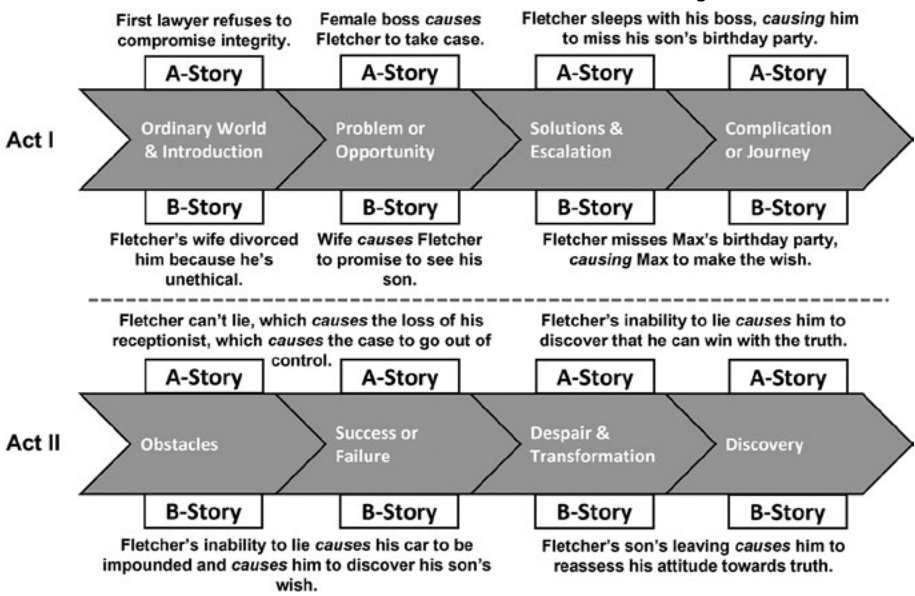 First lawyer refuses to
compromise integrity.
Female boss causes
Fletcher to take case.
Fletcher sleeps with his boss, causing him
to miss his son's birthday party.
A-Story
A-Story
A-Story
A-Story
Act I
Ordinary World
& Introduction
Problem or
Opportunity
Solutions &
Escalation
Complication
or Journey
B-Story
B-Story
B-Story
B-Story
Fletcher's wife divorced
him because he's
unethical.
Wife causes Fletcher
to promise to see his
son.
Fletcher misses Max's birthday party,
causing Max to make the wish.
Fletcher can't lie, which causes the loss of his
receptionist, which causes the case to go out of
control.
Fletcher's inability to lie causes him to
discover that he can win with the truth.
A-Story
A-Story
A-Story
A-Story
Act II
Obstacles
Success or
Failure
Despair &
Transformation
Discovery
B-Story
B-Story
B-Story
B-Story
Fletcher's inability to lie causes his car to be
impounded and causes him to discover his son's
wish.
Fletcher's son's leaving causes him to
reassess his attitude towards truth.